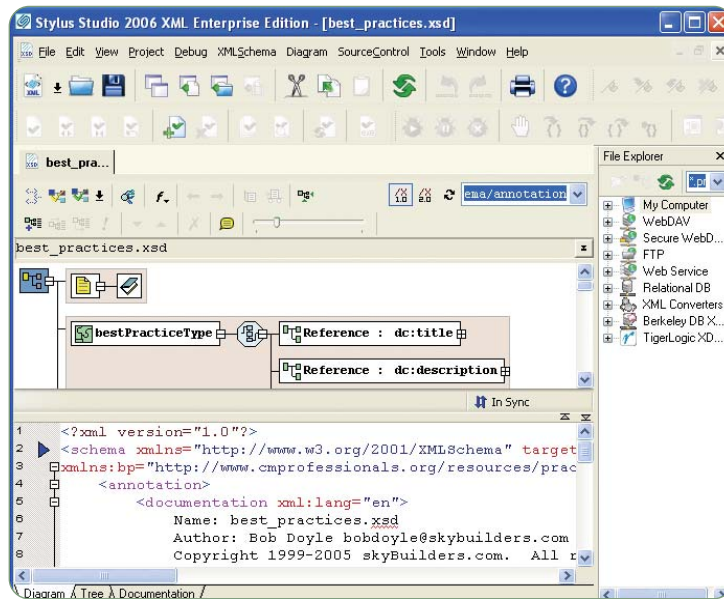 Stylus Studio 2006 XML Enterprise Edition - [best_practices.xsd]
File Edit View Project Debug XMLSchema Diagram SourceControl Tools Window Help
best_pra...
File Explorer
ema/annotation
best_practices.xsd
My Computer
WebDAV
Secure WebD...
FTP
Web Service
Relational DB
XML Converters
Berkeley DB X...
TigerLogic XD...
bestPracticeType
Reference : dc:title
Reference : dc:description
In Sync
1 <?xml version="1.0"?>
2 <schema xmlns="http://www.w3.org/2001/XMLSchema" target
3 xmlns:bp="http://www.cmprofessionals.org/resources/prac
4 <annotation>
5 <documentation xml:lang="en">
6 Name: best_practices.xsd
7 Author: Bob Doyle bobdoyle@skybuilders.com
8 Copyright 1999-2005 skyBuilders.com. All r
Diagram Tree Documentation